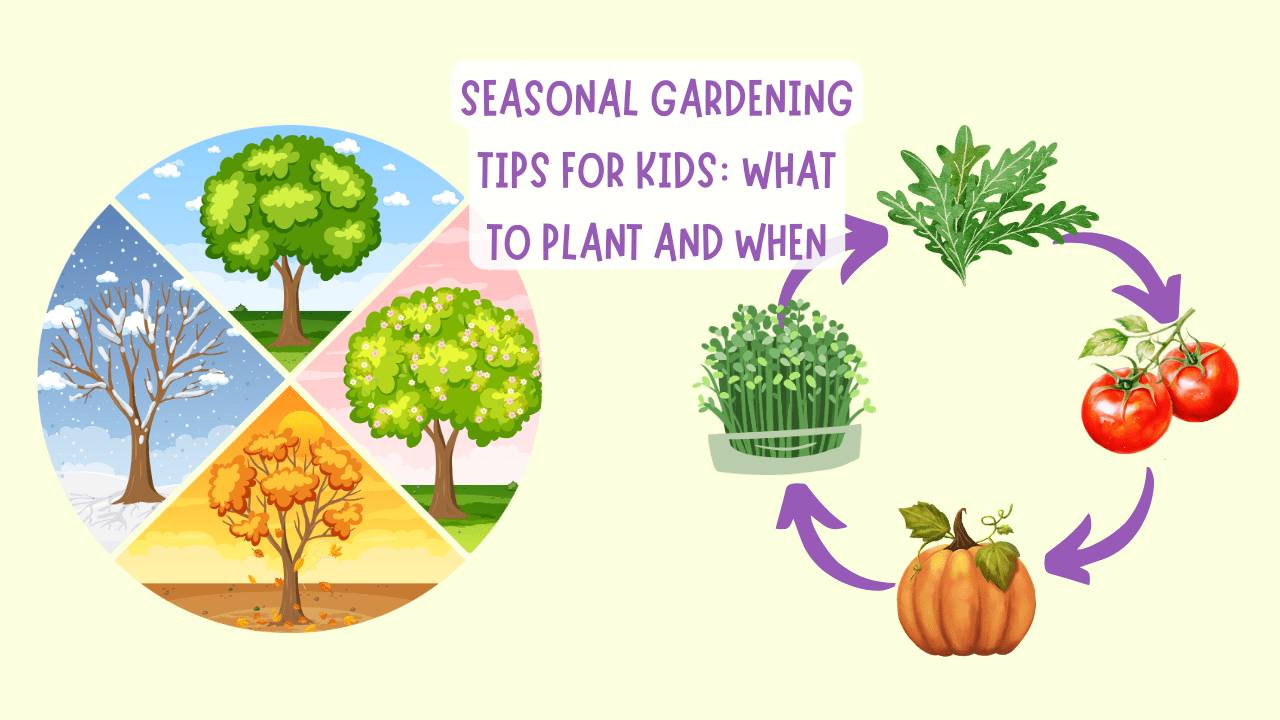 SEASONAL GARDENING
TIPS FOR KIDS: WHAT
TO PLANT AND WHEN